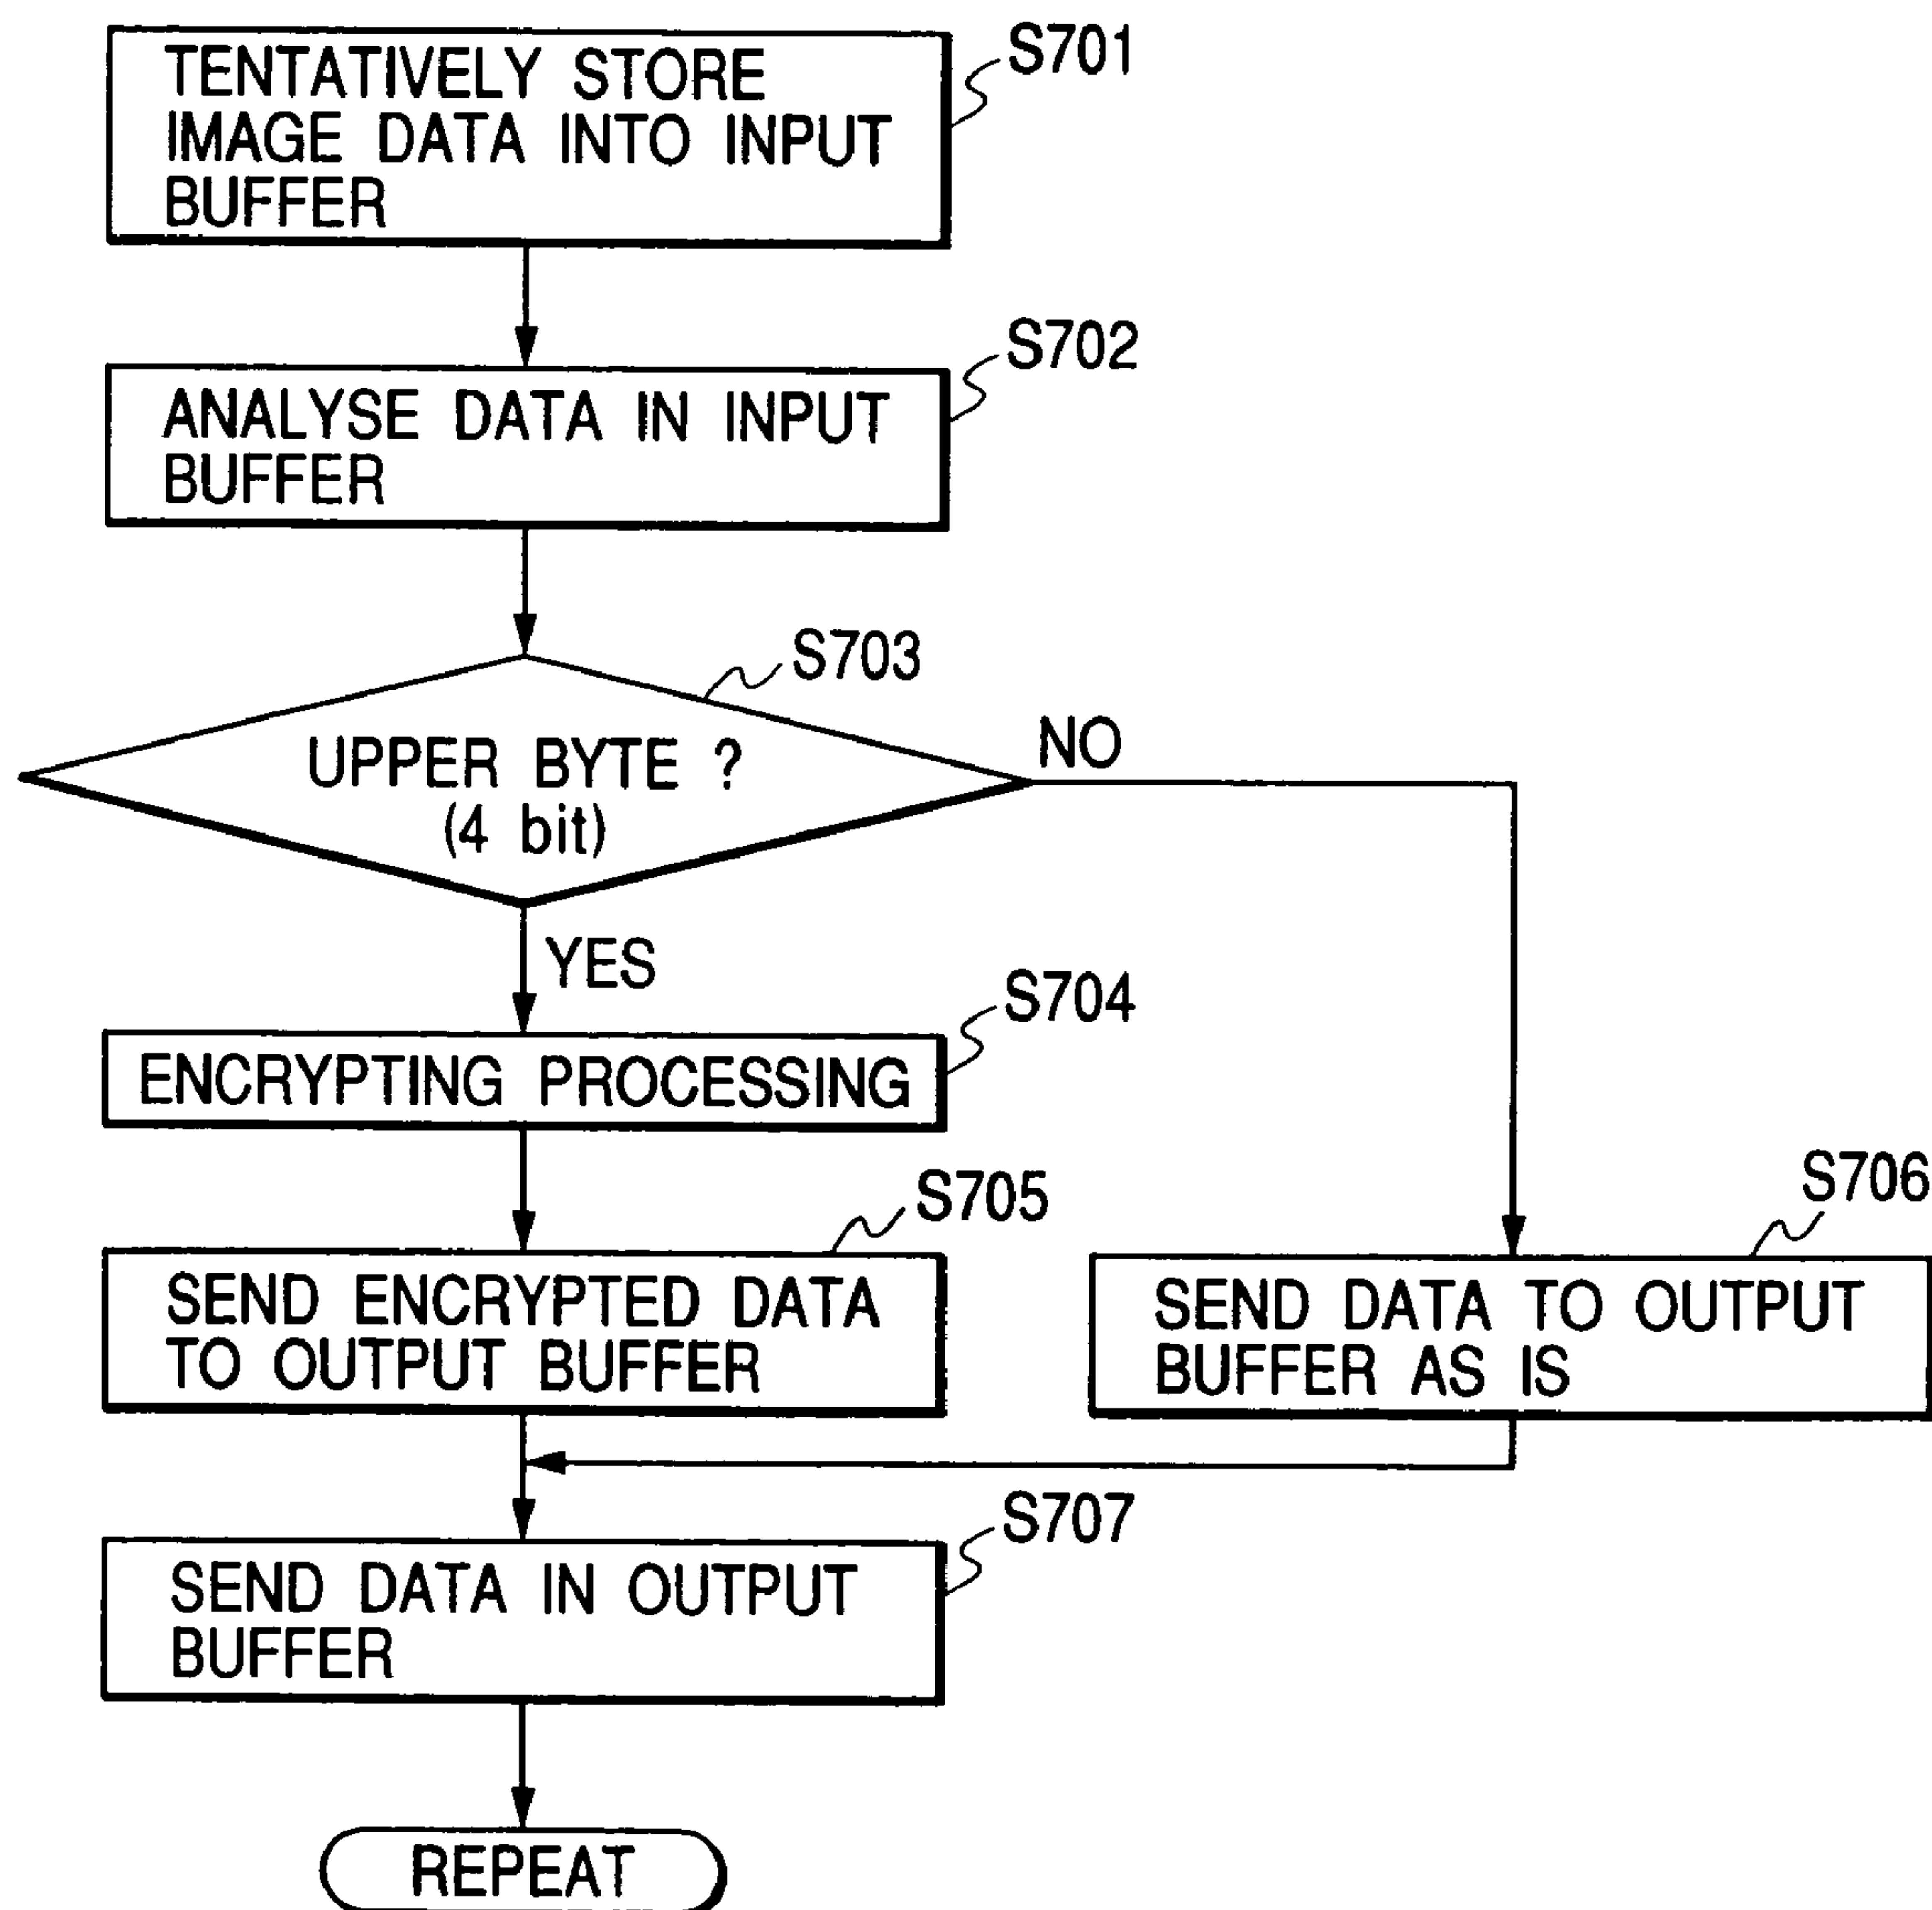 TENTATIVELY STORE
IMAGE DATA INTO INPUT
BUFFER
S701
ANALYSE DATA IN INPUT
BUFFER
S702
S703
UPPER BYTE ?
(4 bit)
NO
YES
S704
ENCRYPTING PROCESSING
S705
SEND ENCRYPTED DATA
TO OUTPUT BUFFER
S706
SEND DATA TO OUTPUT
BUFFER AS IS
S707
SEND DATA IN OUTPUT
BUFFER
REPEAT